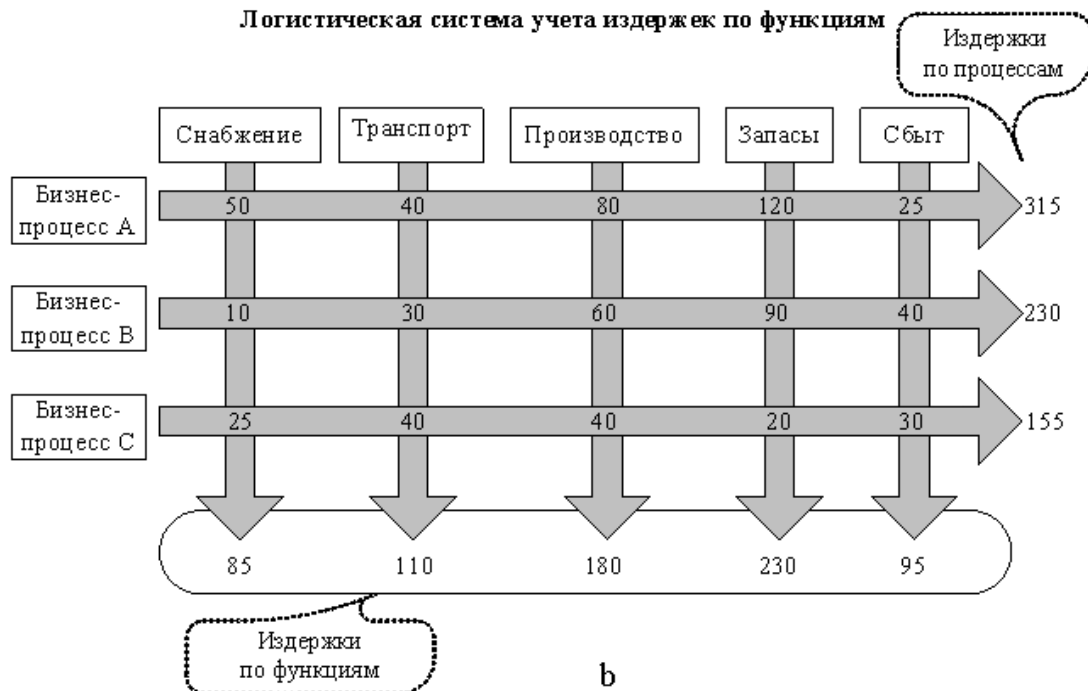 Логистическая система учета издержек по функциям
Издержки
по процессам
Снабжение
Транспорт
Производство
Запасы
Сбыт
Бизнес-
процесс А
50 40 80 120 25 315
Бизнес-
процесс В
10 30 60 90 40 230
Бизнес-
процесс С
25 40 40 20 30 155
85 110 180 230 95
Издержки
по функциям
b